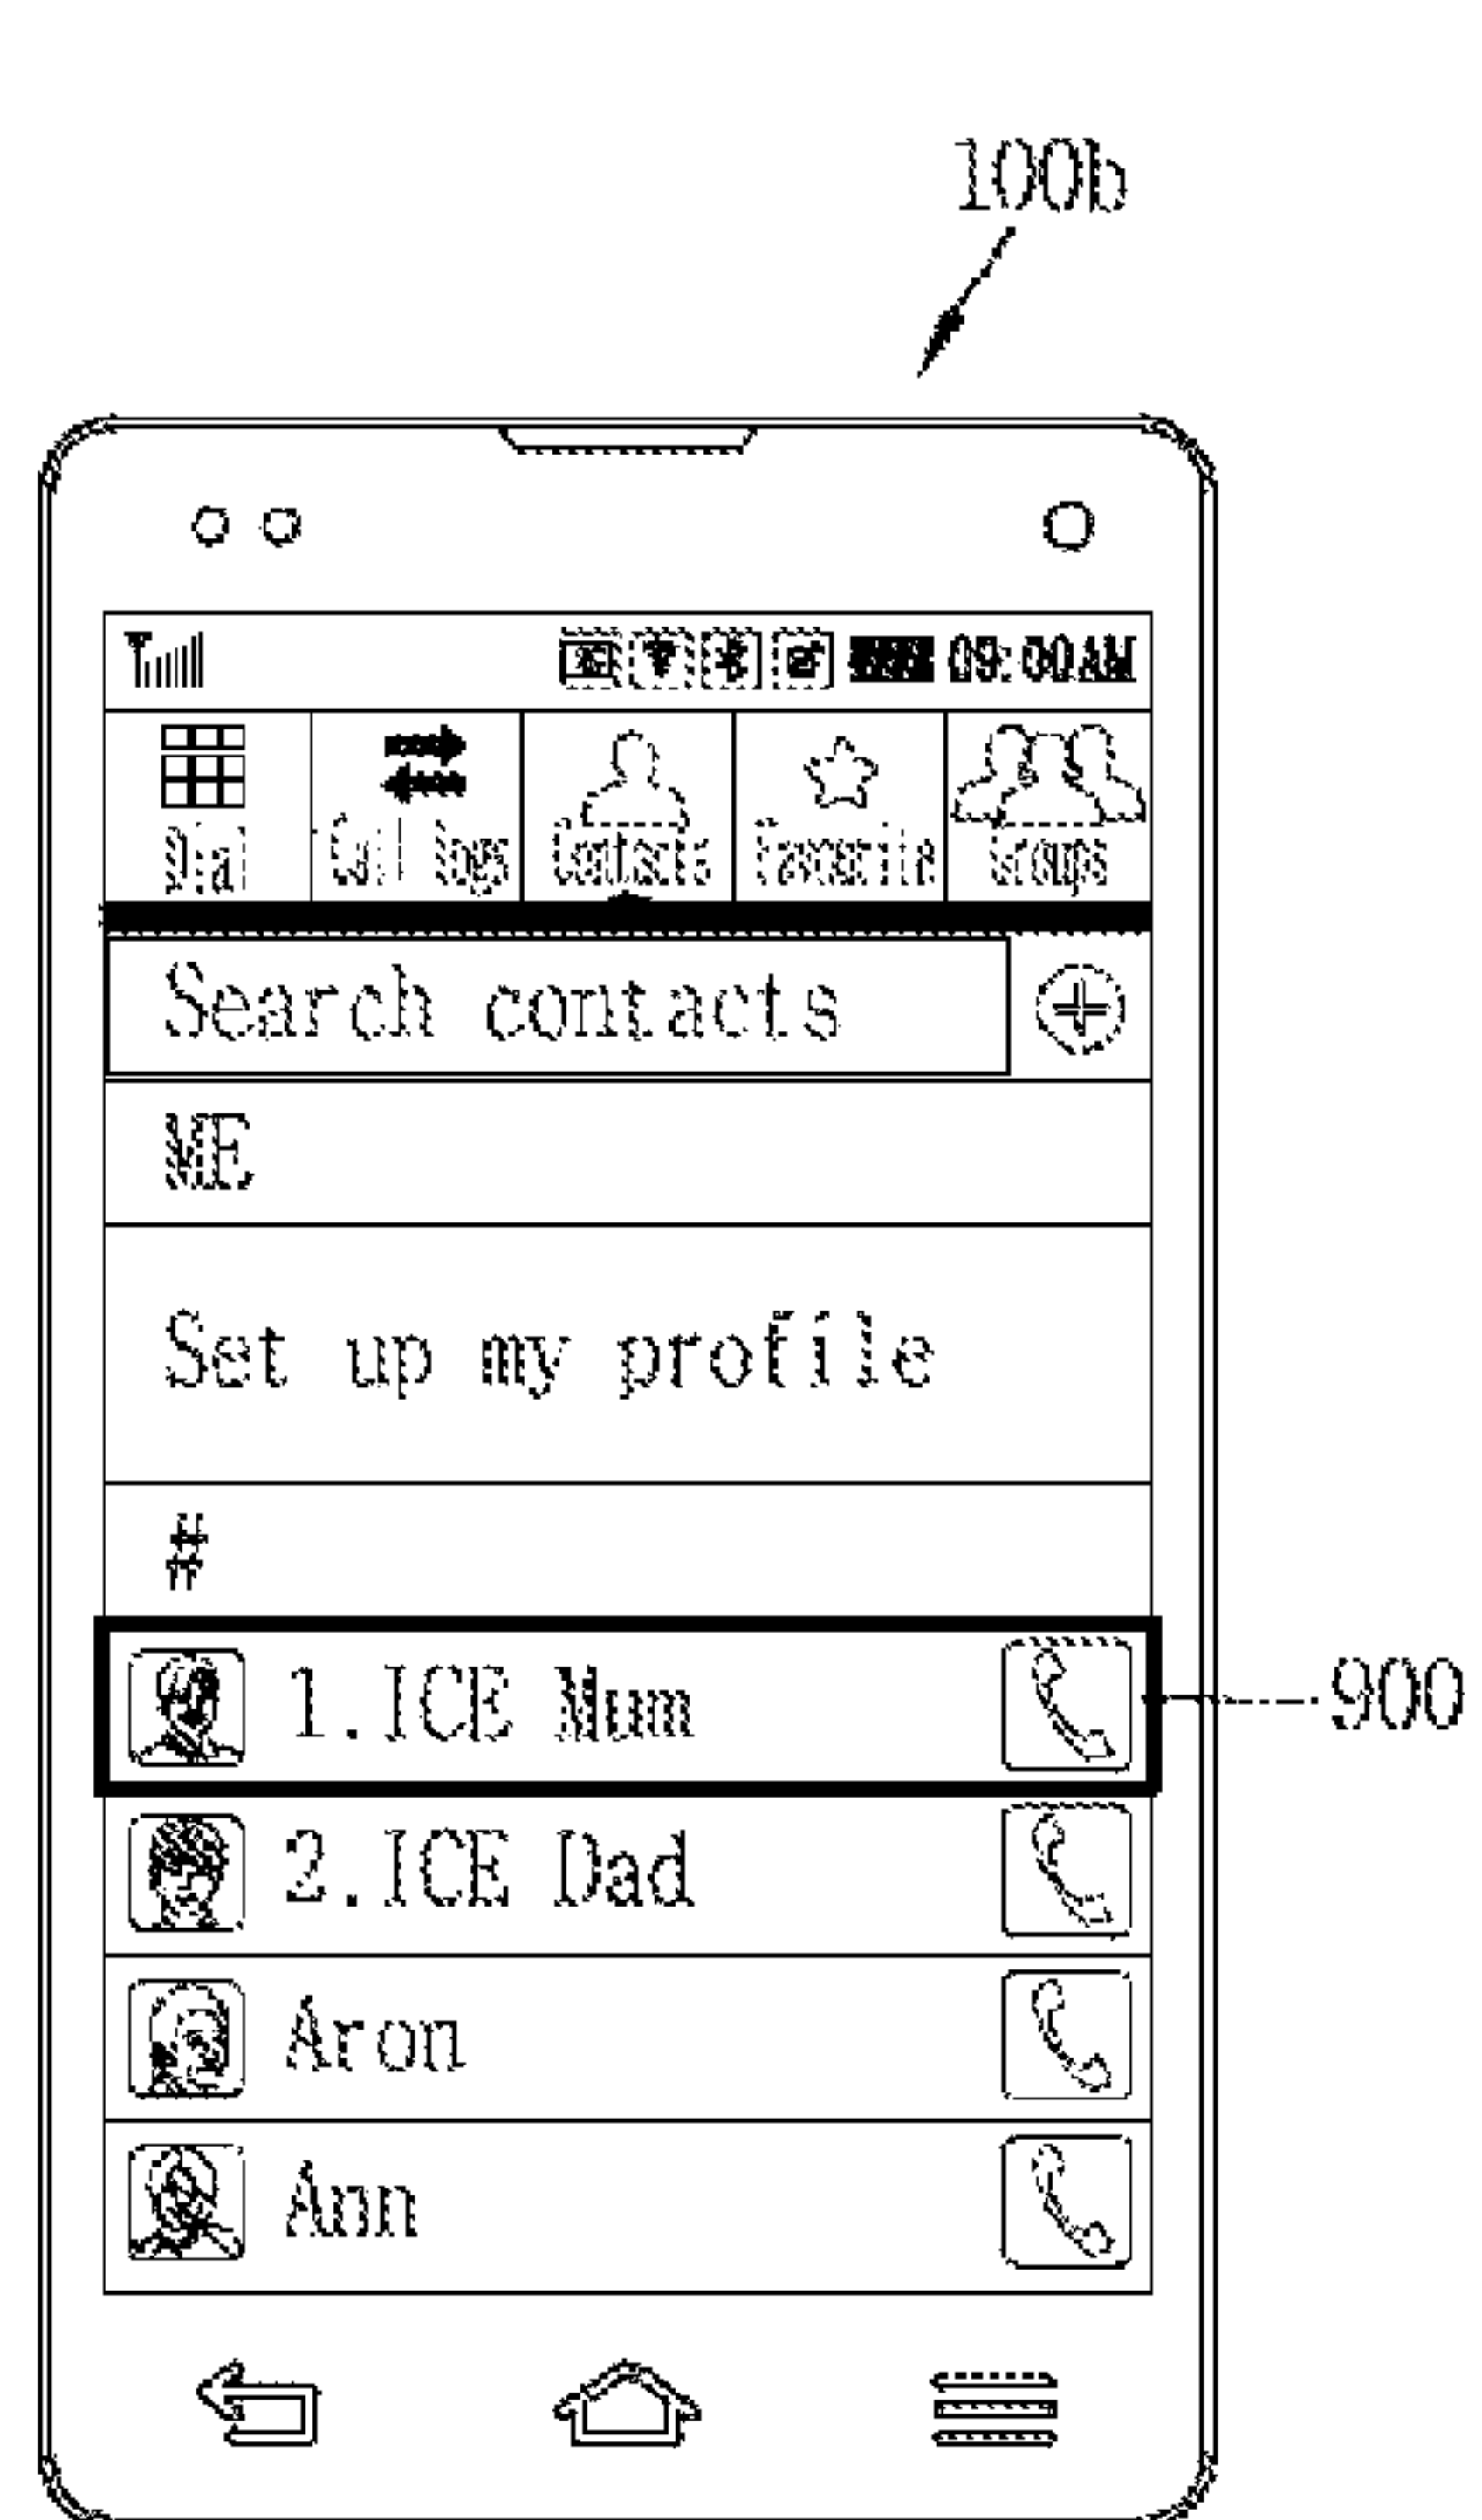 100b
09:00AM
Dial Call logs Contacts Favorite Groups
Search contacts
ME
Set up my profile
#
1.ICE Mum
900
2.ICE Dad
Aron
Ann